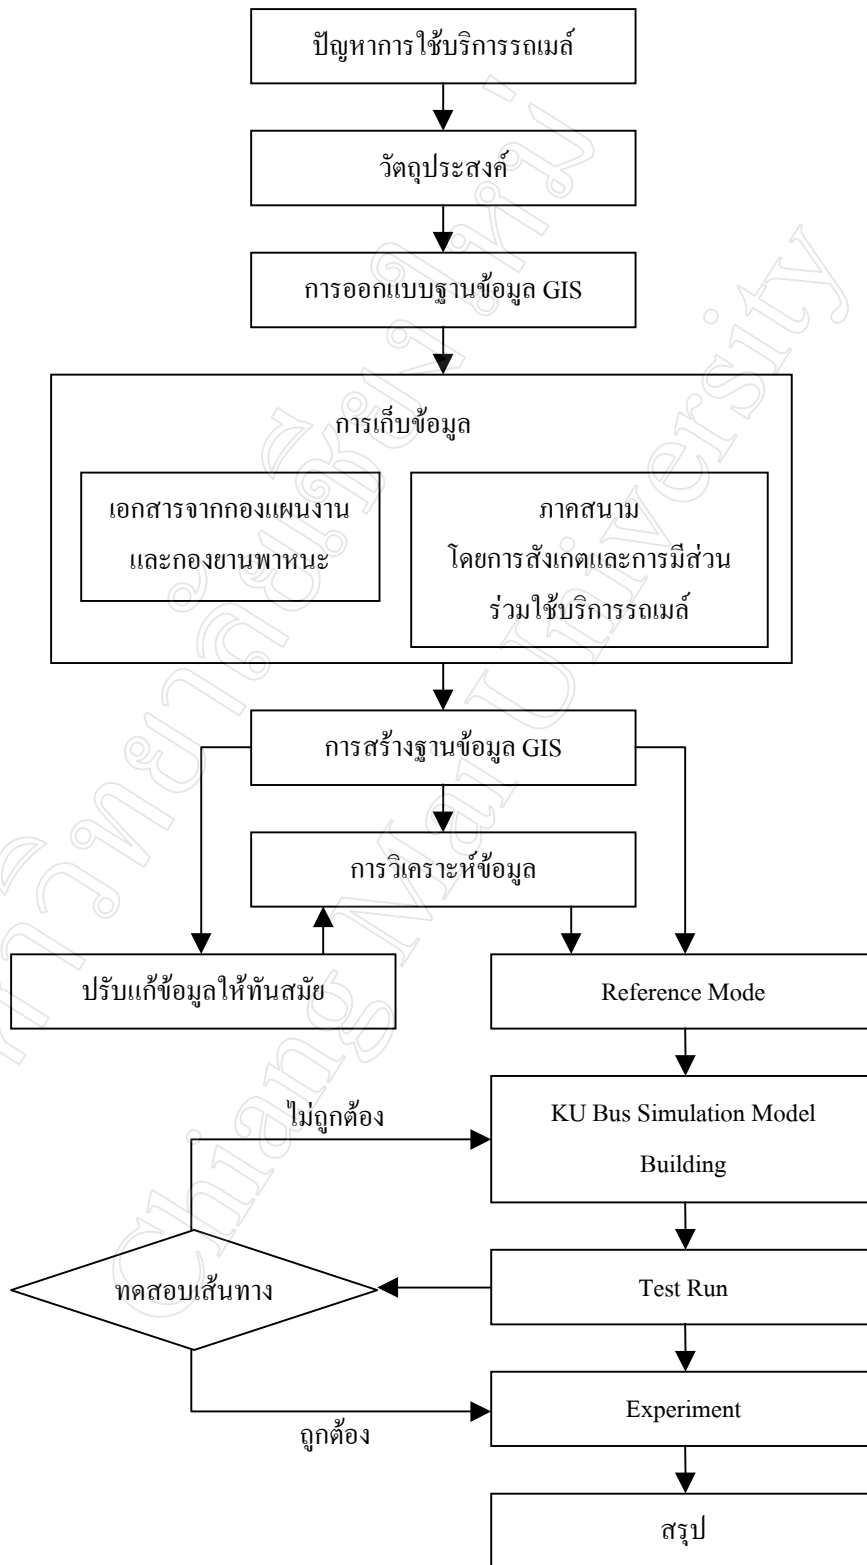 ปัญหาการใช้บริการรถเมล์
วัตถุประสงค์
การออกแบบฐานข้อมูล GIS
การเก็บข้อมูล
เอกสารจากกองแผนงาน
และกองยานพาหนะ
ภาคสนาม
โดยการสังเกตและการมีส่วน
ร่วมใช้บริการรถเมล์
การสร้างฐานข้อมูล GIS
การวิเคราะห์ข้อมูล
ปรับแก้ข้อมูลให้ทันสมัย
Reference Mode
KU Bus Simulation Model
Building
ไม่ถูกต้อง
ทดสอบเส้นทาง
Test Run
ถูกต้อง
Experiment
สรุป
Chiang Mai University